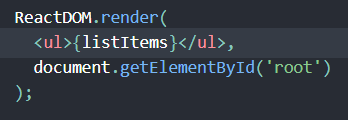 ReactDOM.render(
  <ul>{listItems}</ul>,
  document.getElementById('root')
);